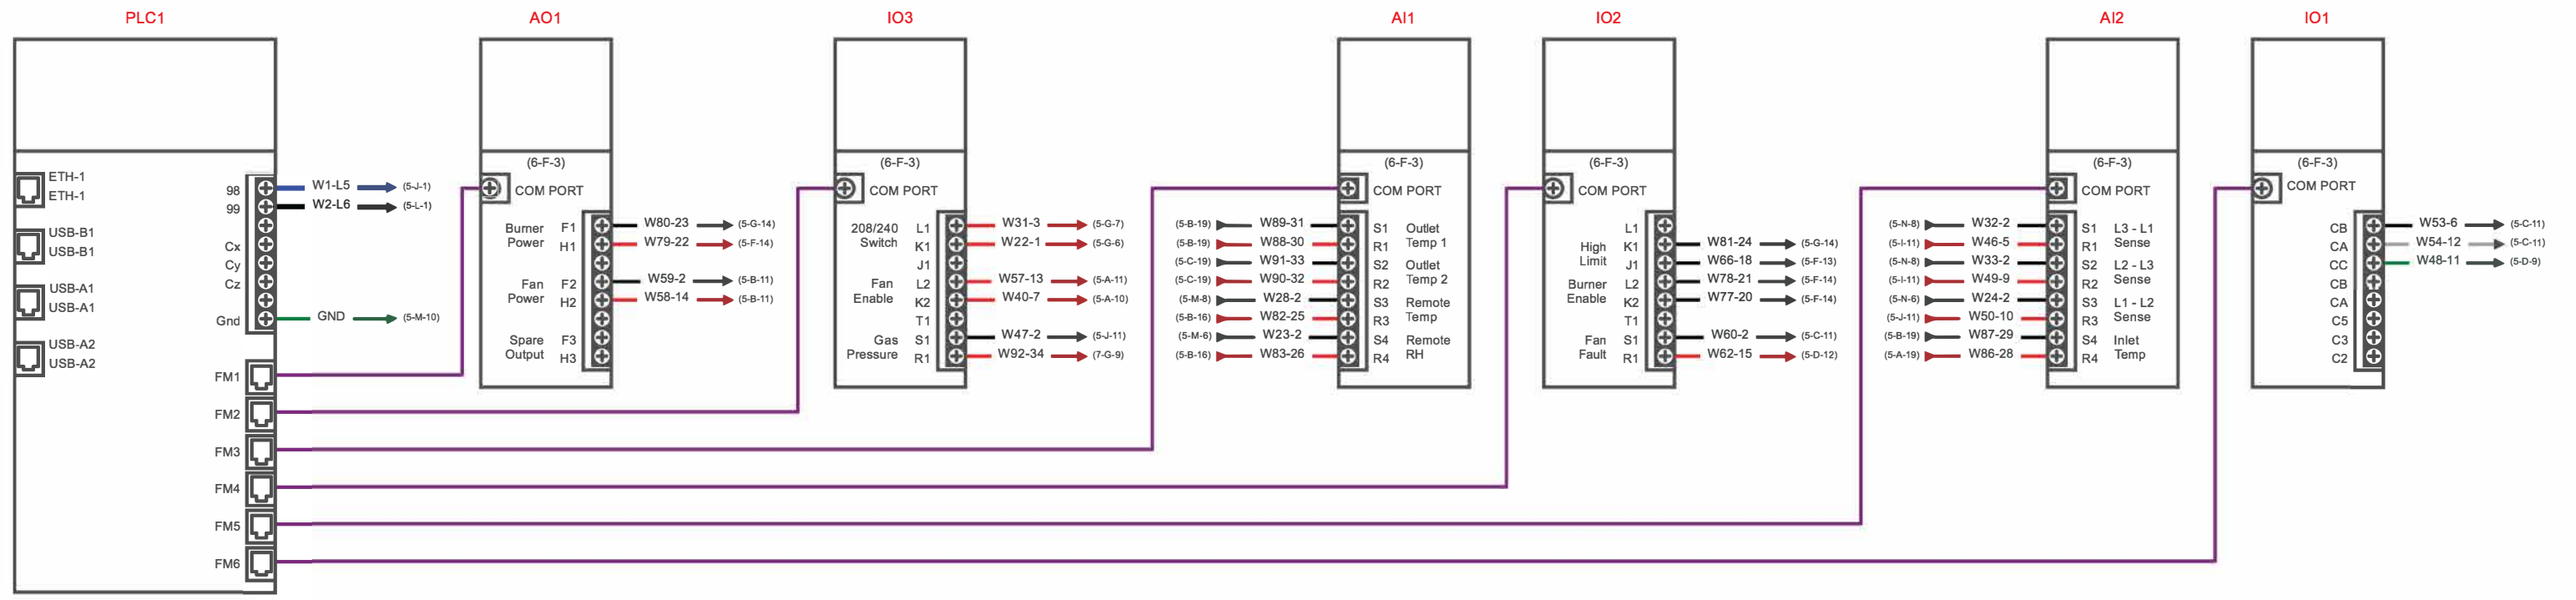 PLC1
ETH-1
ETH-1
USB-B1
USB-B1
USB-A1
USB-A1
USB-A2
USB-A2
98 W1-L5 (5-J-1)
99 W2-L6 (5-L-1)
Cx
Cy
Cz
Gnd GND (5-M-10)
FM1
FM2
FM3
FM4
FM5
FM6
AO1
(6-F-3)
COM PORT
Burner F1 W80-23 (5-G-14)
Power H1 W79-22 (5-F-14)
Fan F2 W59-2 (5-B-11)
Power H2 W58-14 (5-B-11)
Spare F3
Output H3
IO3
(6-F-3)
COM PORT
208/240 L1 W31-3 (5-G-7)
Switch K1 W22-1 (5-G-6)
J1
Fan L2 W57-13 (5-A-11)
Enable K2 W40-7 (5-A-10)
T1
Gas S1 W47-2 (5-J-11)
Pressure R1 W92-34 (7-G-9)
AI1
(6-F-3)
COM PORT
(5-B-19) W89-31 S1 Outlet
(5-B-19) W88-30 R1 Temp 1
(5-C-19) W91-33 S2 Outlet
(5-C-19) W90-32 R2 Temp 2
(5-M-8) W28-2 S3 Remote
(5-B-16) W82-25 R3 Temp
(5-M-6) W23-2 S4 Remote
(5-B-16) W83-26 R4 RH
IO2
(6-F-3)
COM PORT
L1
High K1 W81-24 (5-G-14)
Limit J1 W66-18 (5-F-13)
Burner L2 W78-21 (5-F-14)
Enable K2 W77-20 (5-F-14)
T1
Fan S1 W60-2 (5-C-11)
Fault R1 W62-15 (5-D-12)
AI2
(6-F-3)
COM PORT
(5-N-8) W32-2 S1 L3 - L1
(5-I-11) W46-5 R1 Sense
(5-N-8) W33-2 S2 L2 - L3
(5-I-11) W49-9 R2 Sense
(5-N-6) W24-2 S3 L1 - L2
(5-J-11) W50-10 R3 Sense
(5-B-19) W87-29 S4 Inlet
(5-A-19) W86-28 R4 Temp
IO1
(6-F-3)
COM PORT
CB W53-6 (5-C-11)
CA W54-12 (5-C-11)
CC W48-11 (5-D-9)
CB
CA
C5
C3
C2